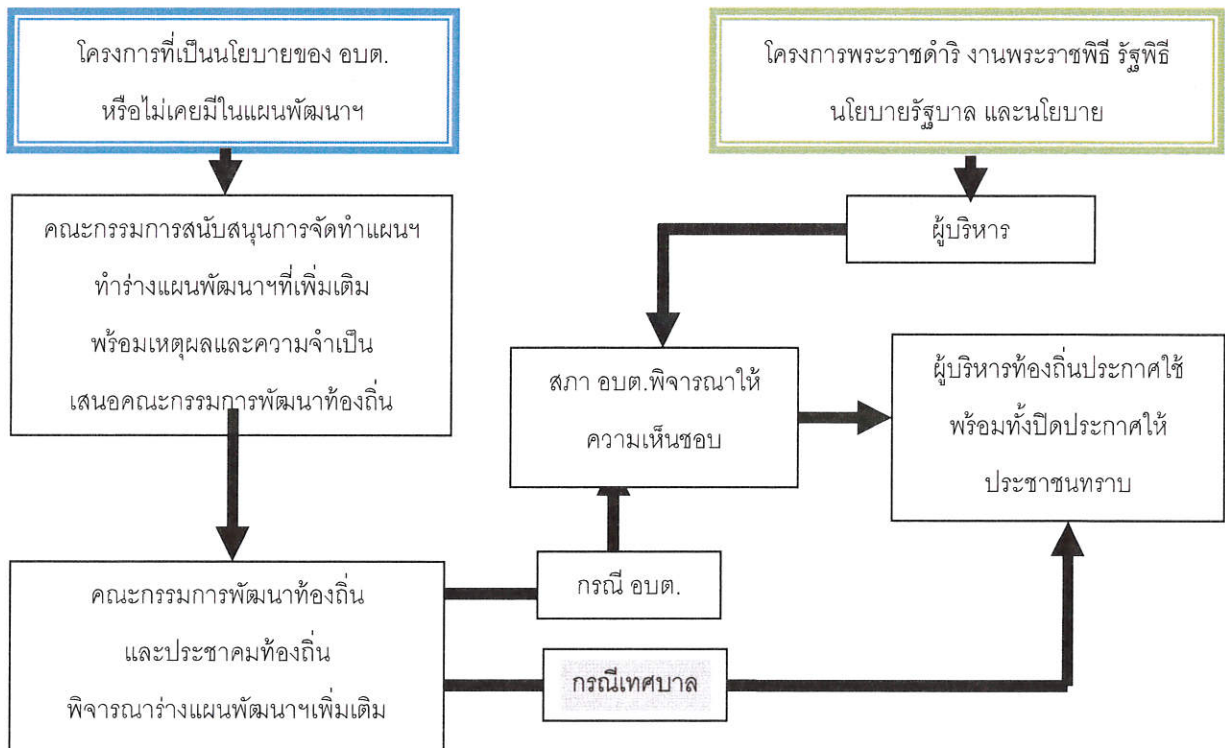 โครงการที่เป็นนโยบายของ อบต.
หรือไม่เคยมีในแผนพัฒนาฯ
โครงการพระราชดำริ งานพระราชพิธี รัฐพิธี
นโยบายรัฐบาล และนโยบาย
คณะกรรมการสนับสนุนการจัดทำแผนฯ
ทำร่างแผนพัฒนาฯที่เพิ่มเติม
พร้อมเหตุผลและความจำเป็น
เสนอคณะกรรมการพัฒนาท้องถิ่น
ผู้บริหาร
สภา อบต.พิจารณาให้
ความเห็นชอบ
ผู้บริหารท้องถิ่นประกาศใช้
พร้อมทั้งปิดประกาศให้
ประชาชนทราบ
คณะกรรมการพัฒนาท้องถิ่น
และประชาคมท้องถิ่น
พิจารณาร่างแผนพัฒนาฯเพิ่มเติม
กรณี อบต.
กรณีเทศบาล